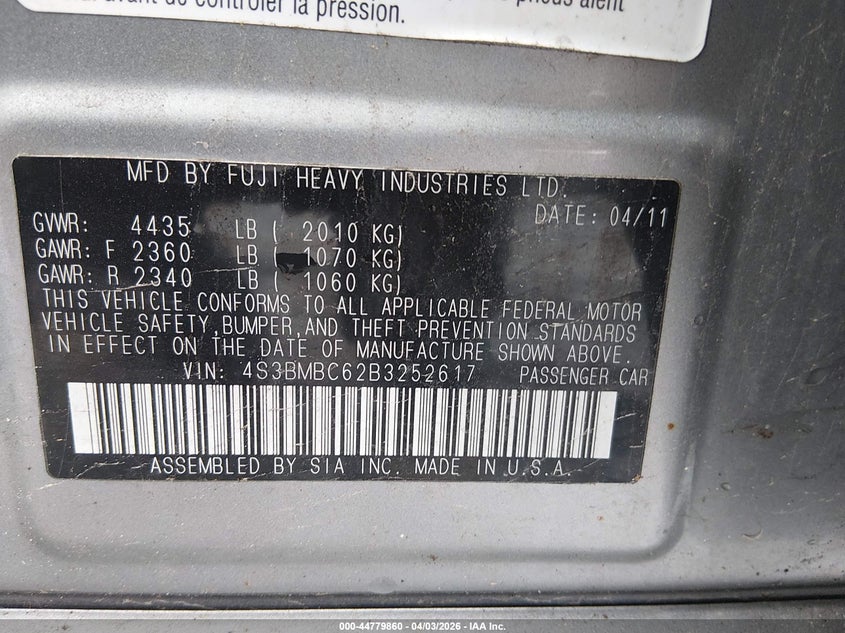 avant de contrôler la pression.
pneus aient
MFD BY FUJI HEAVY INDUSTRIES LTD.
DATE: 04/11
GVWR: 4435 LB ( 2010 KG)
GAWR: F 2360 LB 1070 KG)
GAWR: R 2340 LB ( 1060 KG)
THIS VEHICLE CONFORMS TO ALL APPLICABLE FEDERAL MOTOR
VEHICLE SAFETY, BUMPER, AND THEFT PREVENTION STANDARDS
IN EFFECT ON THE DATE OF MANUFACTURE SHOWN ABOVE.
VIN: 4S3BMBC62B3252617 PASSENGER CAR
ASSEMBLED BY SIA INC. MADE IN U.S.A.
000-44779860 - 04/03/2026 - IAA Inc.